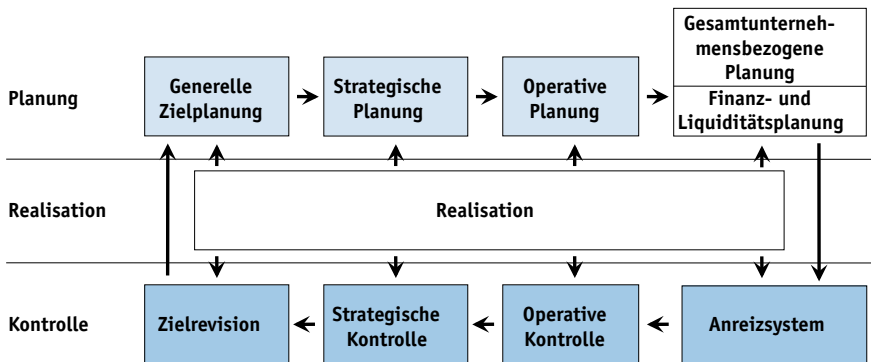 Gesamtunterneh-
mensbezogene
Planung
Generelle
Zielplanung
Strategische
Planung
Operative
Planung
Planung
Finanz- und
Liquiditätsplanung
Realisation
Realisation
Kontrolle
Zielrevision
Strategische
Kontrolle
Operative
Kontrolle
Anreizsystem